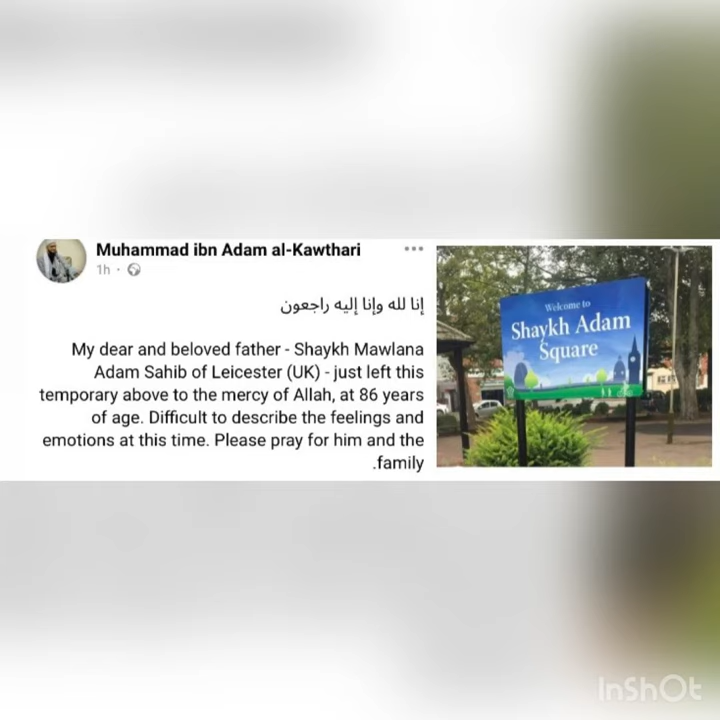 Muhammad ibn Adam al-Kawthari
1h
إنا لله وإنا إليه راجعون
My dear and beloved father - Shaykh Mawlana
Adam Sahib of Leicester (UK) - just left this
temporary above to the mercy of Allah, at 86 years
of age. Difficult to describe the feelings and
emotions at this time. Please pray for him and the
.family
Welcome to
Shaykh Adam
Square
InShOt